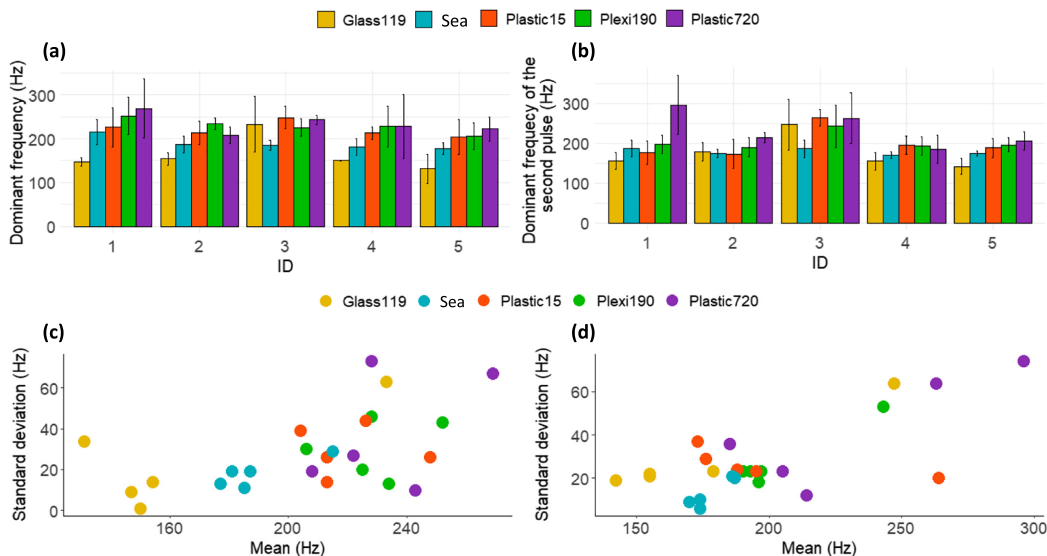 Glass119 Sea Plastic15 Plexi190 Plastic720
(a)
Dominant frequency (Hz)
300
200
100
0
1 2 3 4 5
ID
(b)
Dominant frequecy of the
second pulse (Hz)
300
200
100
0
1 2 3 4 5
ID
Glass119 Sea Plastic15 Plexi190 Plastic720
(c)
Standard deviation (Hz)
60
40
20
0
160 200 240
Mean (Hz)
(d)
Standard deviation (Hz)
60
40
20
150 200 250 300
Mean (Hz)